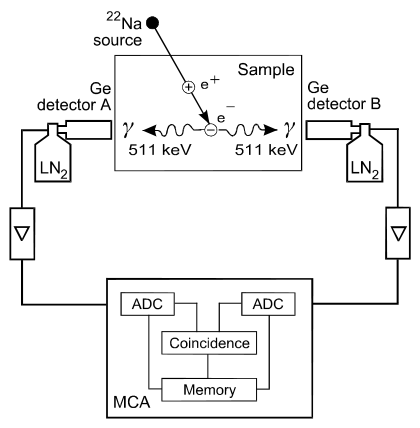 ²²Na
source
Sample
e⁺
e⁻
Ge
detector A
Ge
detector B
γ
γ
511 keV
511 keV
LN₂
LN₂
ADC
ADC
Coincidence
Memory
MCA